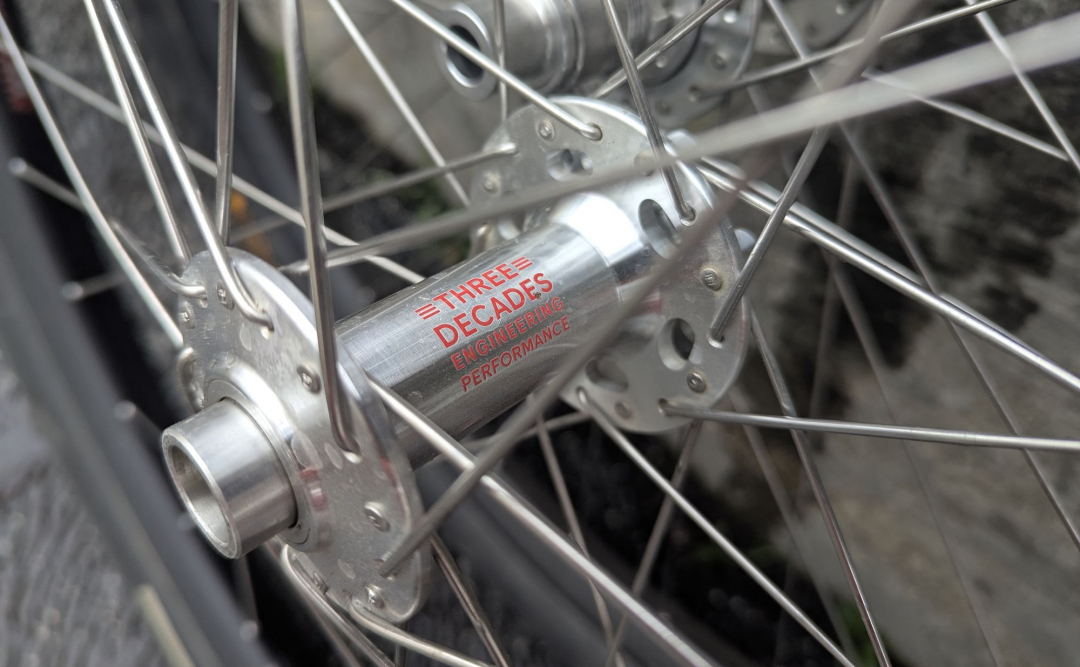 THREE
DECADES
ENGINEERING
PERFORMANCE